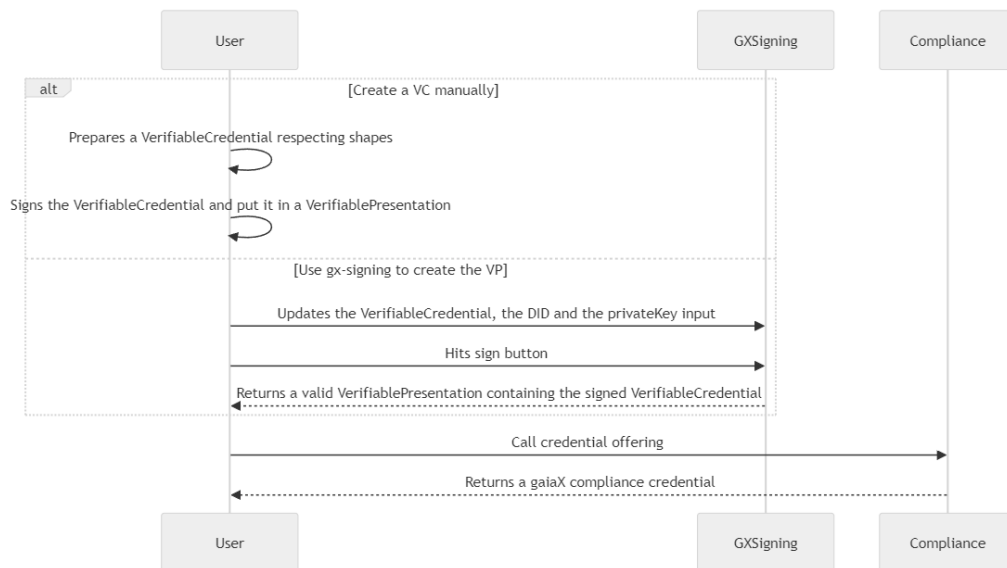 User
GXSigning
Compliance
alt
[Create a VC manually]
Prepares a VerifiableCredential respecting shapes
Signs the VerifiableCredential and put it in a VerifiablePresentation
[Use gx-signing to create the VP]
Updates the VerifiableCredential, the DID and the privateKey input
Hits sign button
Returns a valid VerifiablePresentation containing the signed VerifiableCredential
Call credential offering
Returns a gaiaX compliance credential
User
GXSigning
Compliance